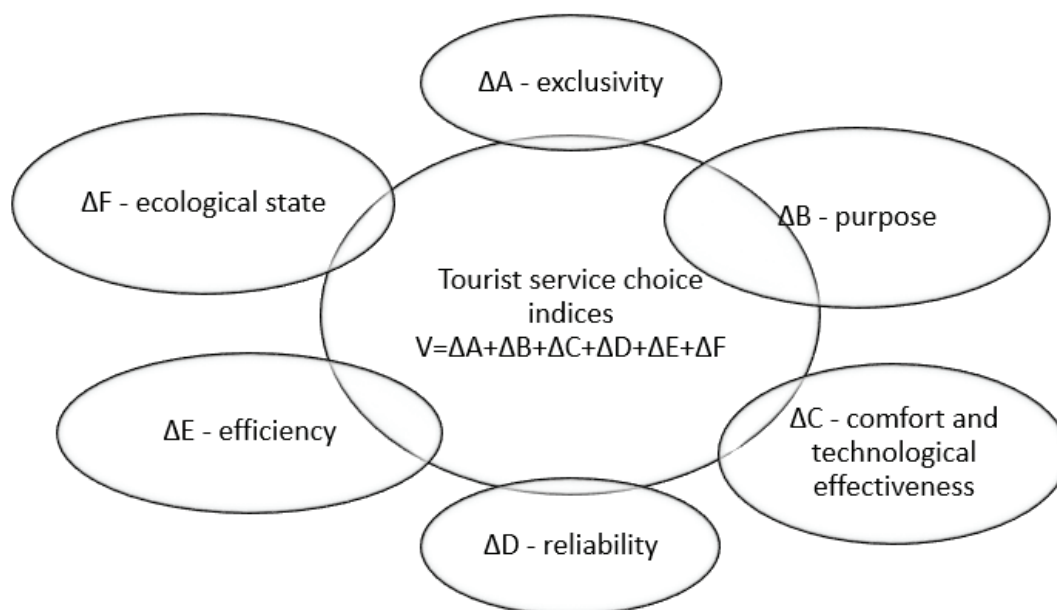 ΔA - exclusivity
ΔF - ecological state
ΔB - purpose
Tourist service choice
indices
V=ΔA+ΔB+ΔC+ΔD+ΔE+ΔF
ΔE - efficiency
ΔC - comfort and
technological
effectiveness
ΔD - reliability